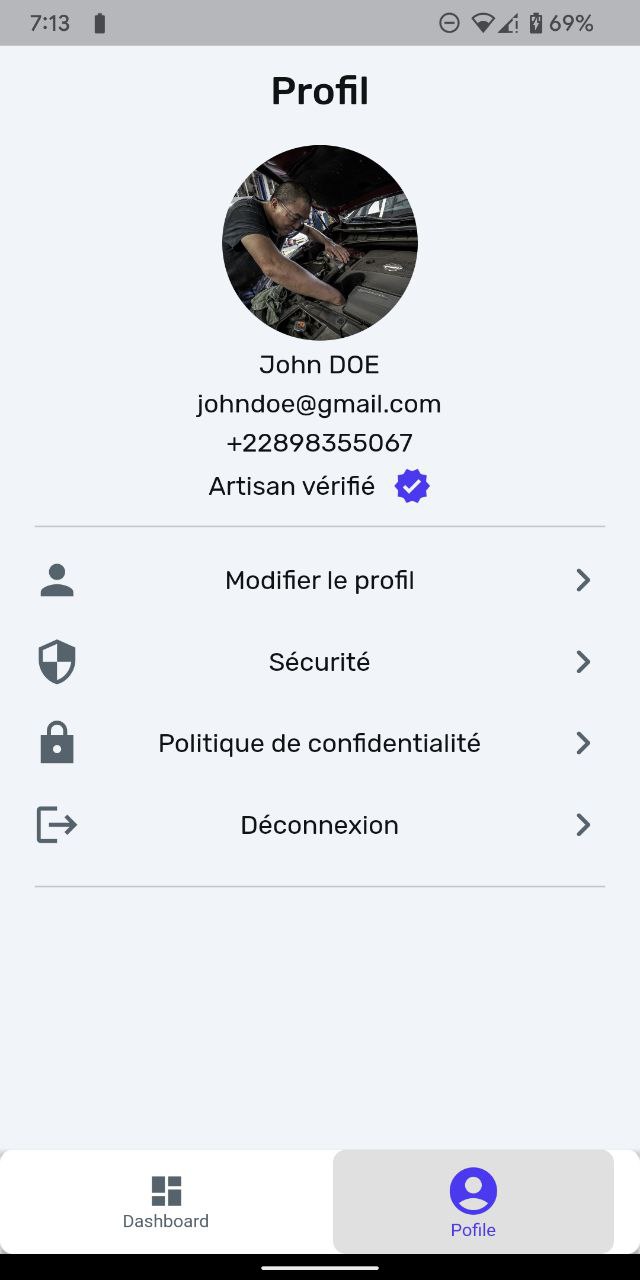 7:13
69%
Profil
John DOE
johndoe@gmail.com
+22898355067
Artisan vérifié
Modifier le profil
Sécurité
Politique de confidentialité
Déconnexion
Dashboard
Pofile